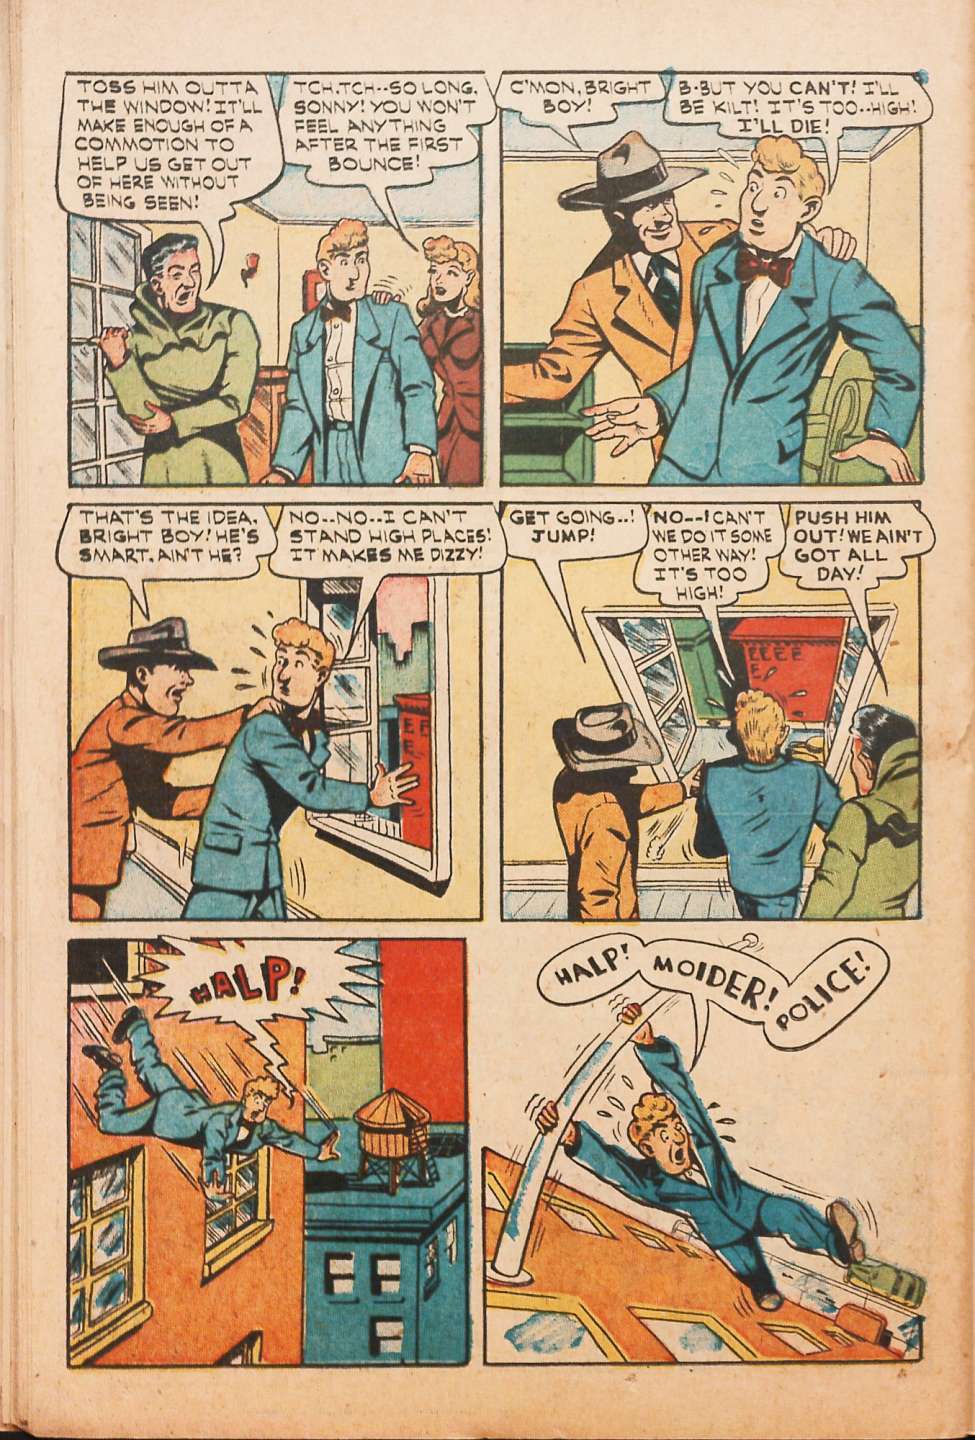 TOSS HIM OUTTA
THE WINDOW! IT'LL
MAKE ENOUGH OF A
COMMOTION TO
HELP US GET OUT
OF HERE WITHOUT
BEING SEEN!
TCH, TCH--SO LONG,
SONNY! YOU WON'T
FEEL ANYTHING
AFTER THE FIRST
BOUNCE!
C'MON, BRIGHT
BOY!
B-BUT YOU CAN'T! I'LL
BE KILT! IT'S TOO--HIGH!
I'LL DIE!
THAT'S THE IDEA,
BRIGHT BOY! HE'S
SMART, AIN'T HE?
NO--NO--I CAN'T
STAND HIGH PLACES!
IT MAKES ME DIZZY!
GET GOING--!
JUMP!
NO--I CAN'T
WE DO IT SOME
OTHER WAY!
IT'S TOO
HIGH!
PUSH HIM
OUT! WE AIN'T
GOT ALL
DAY!
HALP!
HALP!
MOIDER!
POLICE!